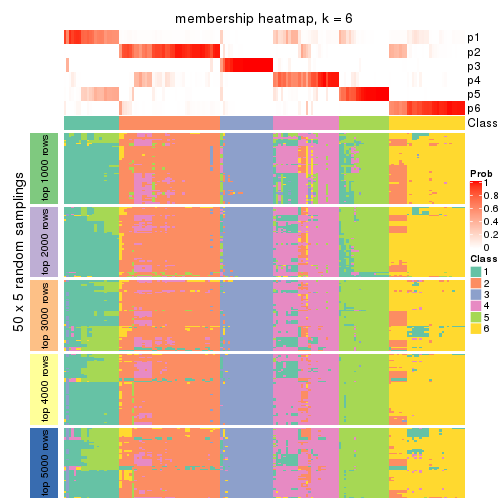 membership heatmap, k = 6
p1
p2
p3
p4
p5
p6
Class
50 x 5 random samplings
top 1000 rows
top 2000 rows
top 3000 rows
top 4000 rows
top 5000 rows
Prob
1
0.8
0.6
0.4
0.2
0
Class
1
2
3
4
5
6